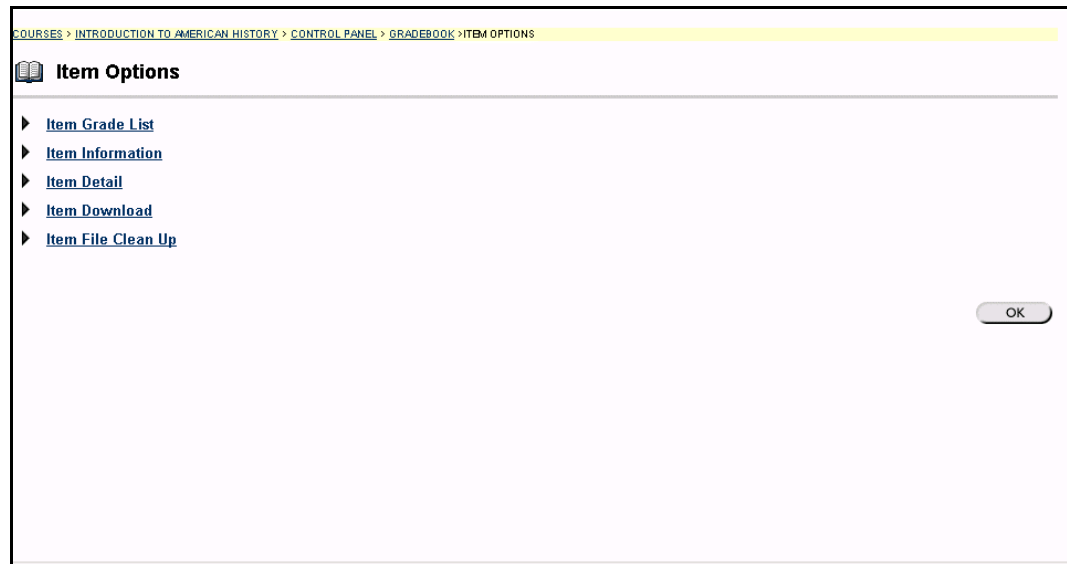 COURSES > INTRODUCTION TO AMERICAN HISTORY > CONTROL PANEL > GRADEBOOK >ITEM OPTIONS
Item Options
Item Grade List
Item Information
Item Detail
Item Download
Item File Clean Up
OK